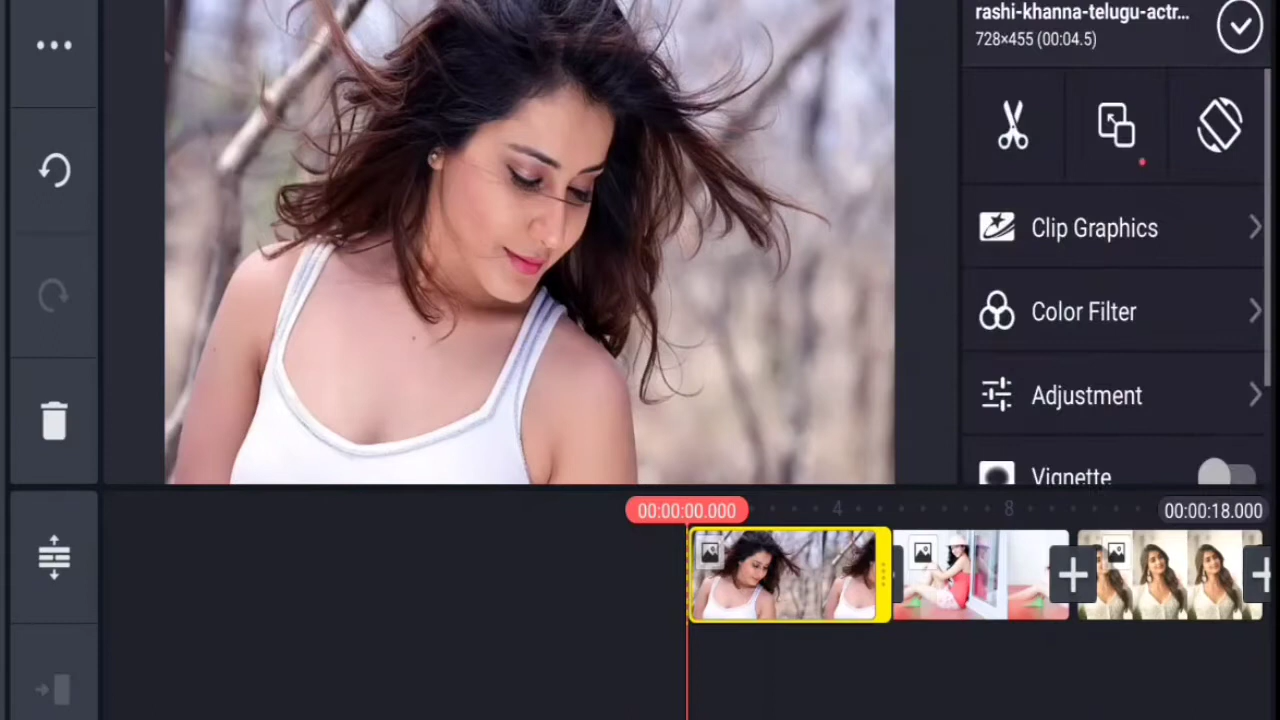 rashi-khanna-telugu-actr...
728×455 (00:04.5)
Clip Graphics
Color Filter
Adjustment
Vignette
00:00:00.000
4
8
00:00:18.000